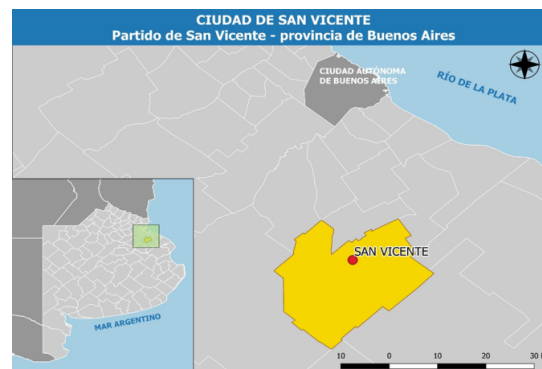 CIUDAD DE SAN VICENTE
Partido de San Vicente - provincia de Buenos Aires
CIUDAD AUTÓNOMA
DE BUENOS AIRES
RÍO DE LA PLATA
SAN VICENTE
MAR ARGENTINO
10 0 10 20 30